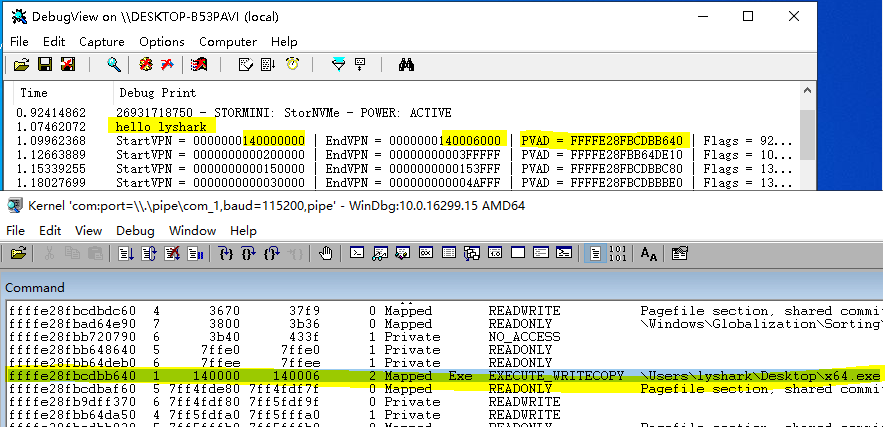 DebugView on \\DESKTOP-B53PAVI (local)
File Edit Capture Options Computer Help
Time Debug Print
0.92414862 26931718750 - STORMINI: StorNVMe - POWER: ACTIVE
1.07462072 hello lyshark
1.09962368 StartVPN = 0000000140000000 | EndVPN = 0000000140006000 | PVAD = FFFFE28FBCDBB640 | Flags = 92...
1.12663889 StartVPN = 0000000000200000 | EndVPN = 00000000003FFFFF | PVAD = FFFFE28FBB64DE10 | Flags = 10...
1.15339255 StartVPN = 0000000000150000 | EndVPN = 0000000000153FFF | PVAD = FFFFE28FBCDBBC80 | Flags = 13...
1.18027699 StartVPN = 0000000000030000 | EndVPN = 000000000004AFFF | PVAD = FFFFE28FBCDBBBE0 | Flags = 13...
Kernel 'com:port=\\.\pipe\com_1,baud=115200,pipe' - WinDbg:10.0.16299.15 AMD64
File Edit View Debug Window Help
101
101
A A
Command
ffffe28fbcdbdc60 4 3670 37f9 0 Mapped READWRITE Pagefile section, shared commi
ffffe28fbad64e90 7 3800 3b36 0 Mapped READONLY \Windows\Globalization\Sorting\
ffffe28fbb720790 6 3b40 433f 1 Private NO_ACCESS
ffffe28fbb648640 5 7ffe0 7ffe0 1 Private READONLY
ffffe28fbb64deb0 6 7ffee 7ffee 1 Private READONLY
ffffe28fbcdbb640 1 140000 140006 2 Mapped Exe EXECUTE_WRITECOPY \Users\lyshark\Desktop\x64.exe
ffffe28fbcdbaf60 5 7ff4fde80 7ff4fdf7f 0 Mapped READONLY Pagefile section, shared commi
ffffe28fb9dff370 6 7ff4fdf80 7ff5fdf9f 0 Private READWRITE
ffffe28fbb64da50 4 7ff5fdfa0 7ff5fffa0 1 Private READWRITE